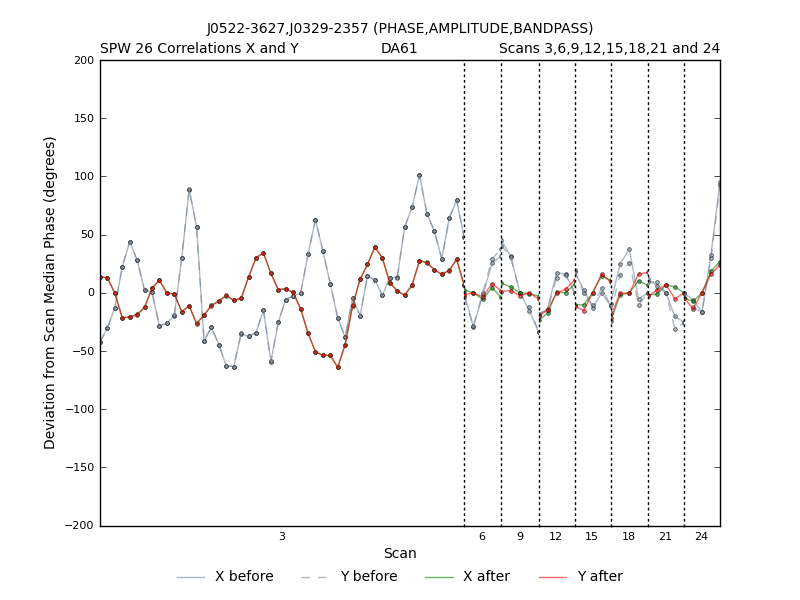 J0522-3627,J0329-2357 (PHASE,AMPLITUDE,BANDPASS)
SPW 26 Correlations X and Y DA61 Scans 3,6,9,12,15,18,21 and 24
200
150
100
50
0
−50
−100
−150
−200
Deviation from Scan Median Phase (degrees)
3 6 9 12 15 18 21 24
Scan
X before Y before X after Y after